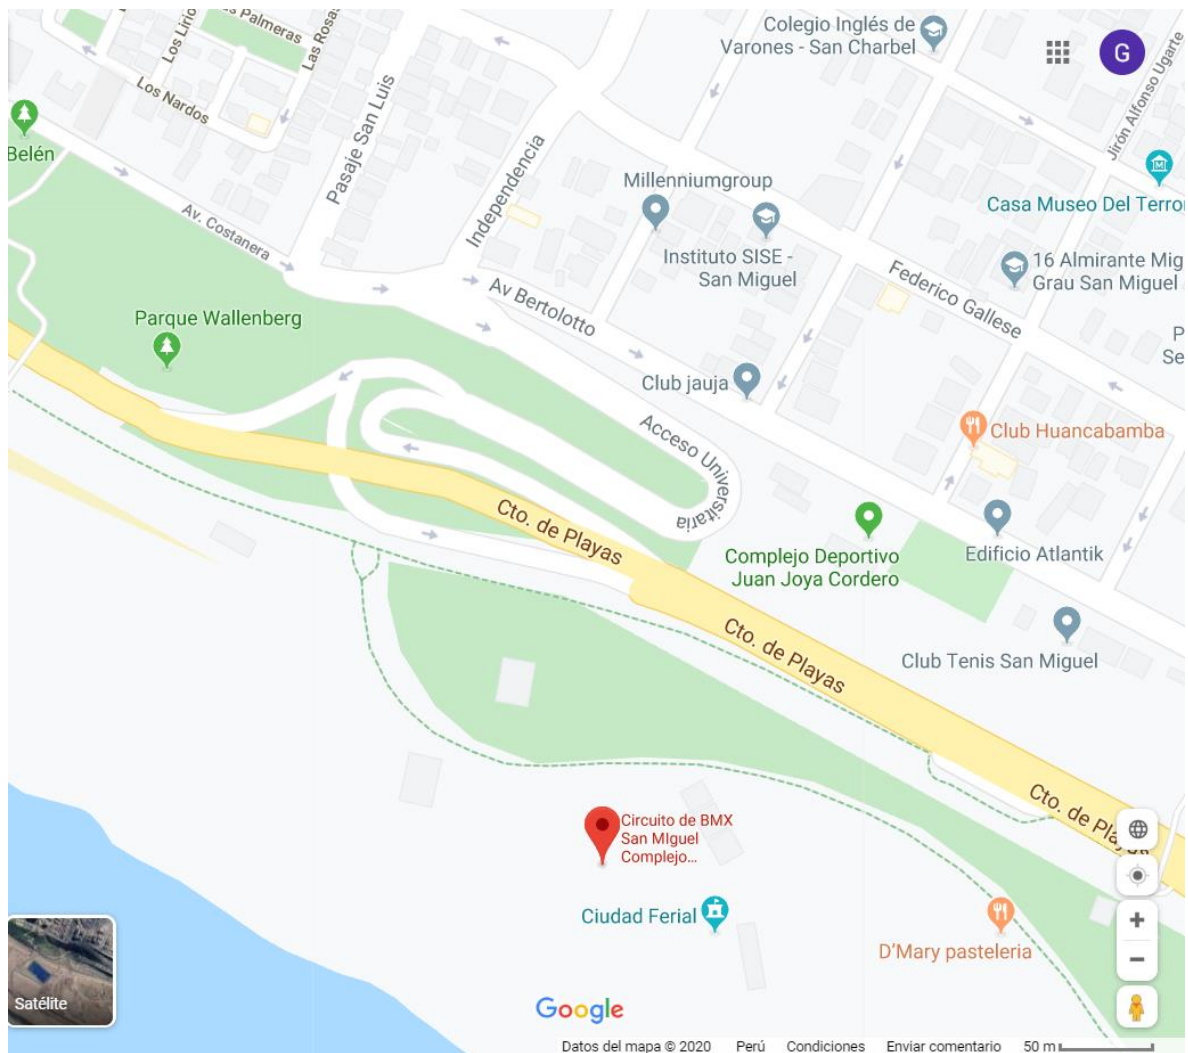 Los Lirio
s Palmeras
Las Rosas
Los Nardos
Belén
Pasaje San Luis
Independencia
Colegio Inglés de
Varones - San Charbel
G
Jirón Alfonso Ugarte
Casa Museo Del Terror
Millenniumgroup
Instituto SISE -
San Miguel
16 Almirante Mig
Grau San Miguel
Federico Gallese
Av. Costanera
Av Bertolotto
Parque Wallenberg
P
Se
Club jauja
Acceso Universitaria
Club Huancabamba
Cto. de Playas
Complejo Deportivo
Juan Joya Cordero
Edificio Atlantik
Cto. de Playas
Club Tenis San Miguel
Cto. de Playas
Circuito de BMX
San MIguel
Complejo...
Ciudad Ferial
D'Mary pasteleria
Satélite
Google
Datos del mapa © 2020 Perú Condiciones Enviar comentario 50 m